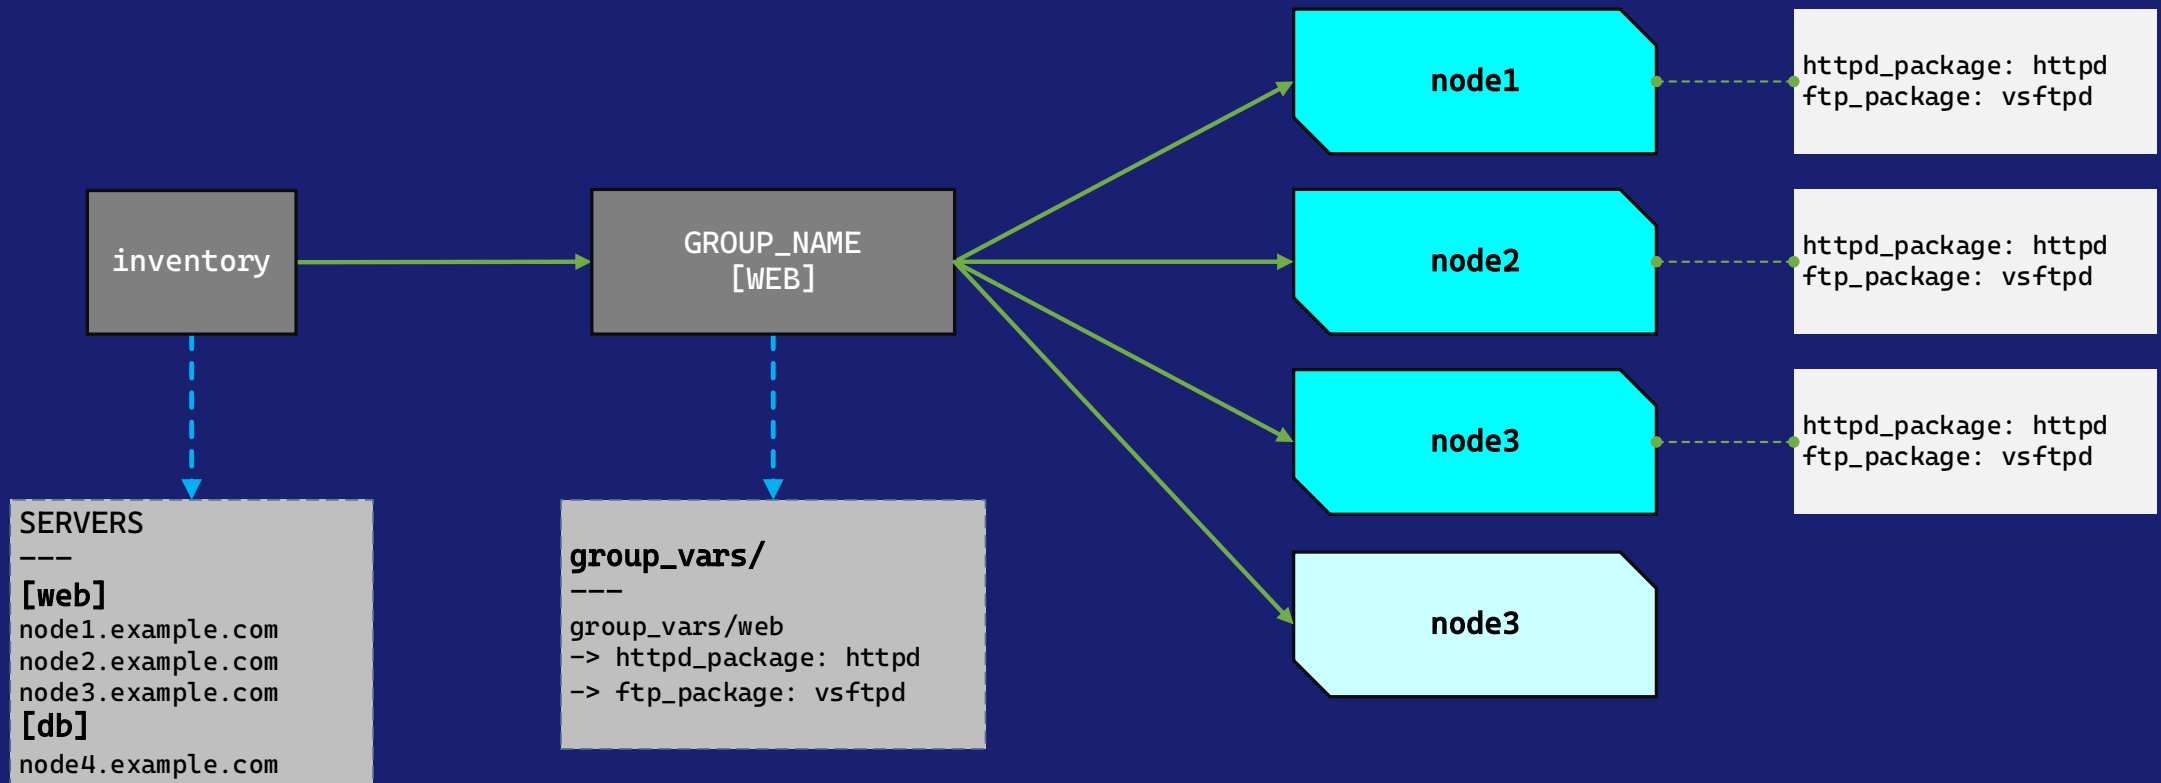 inventory
GROUP_NAME
[WEB]
node1
httpd_package: httpd
ftp_package: vsftpd
node2
httpd_package: httpd
ftp_package: vsftpd
node3
httpd_package: httpd
ftp_package: vsftpd
node3
SERVERS
---
[web]
node1.example.com
node2.example.com
node3.example.com
[db]
node4.example.com
group_vars/
---
group_vars/web
-> httpd_package: httpd
-> ftp_package: vsftpd